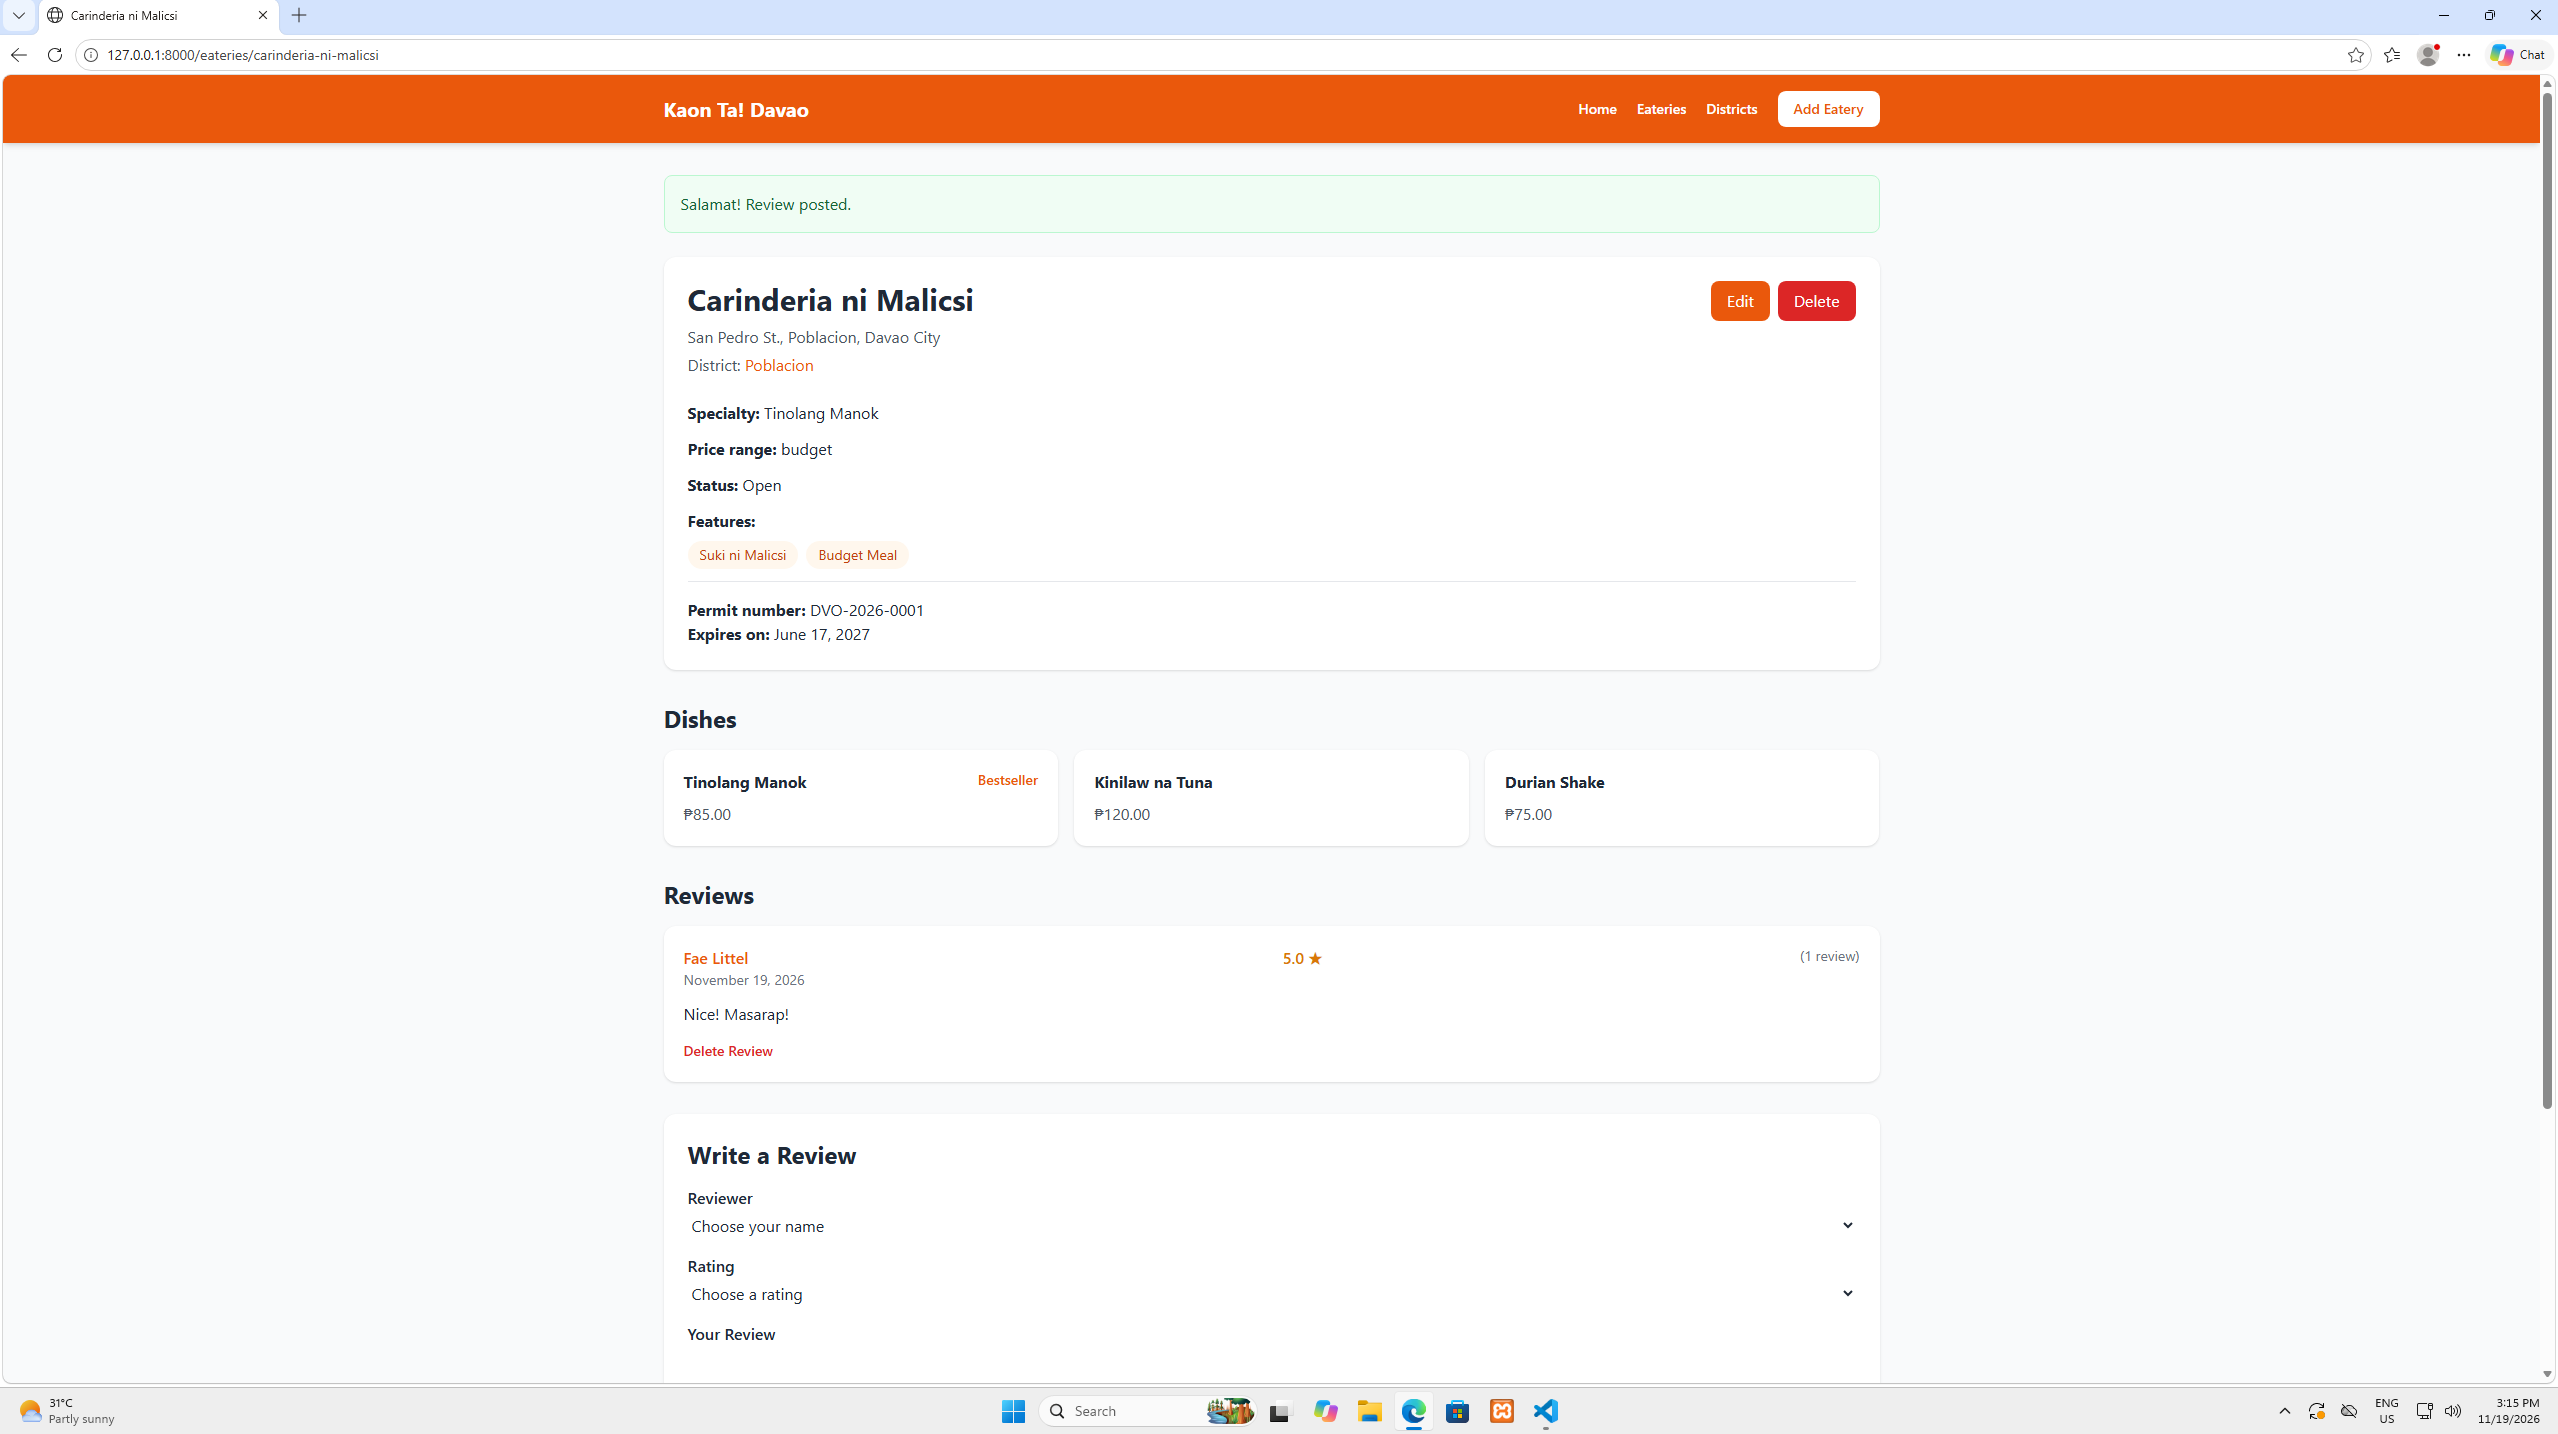 Carinderia ni Malicsi
127.0.0.1:8000/eateries/carinderia-ni-malicsi
Chat
Kaon Ta! Davao
Home
Eateries
Districts
Add Eatery
Salamat! Review posted.
Carinderia ni Malicsi
Edit
Delete
San Pedro St., Poblacion, Davao City
District: Poblacion
Specialty: Tinolang Manok
Price range: budget
Status: Open
Features:
Suki ni Malicsi
Budget Meal
Permit number: DVO-2026-0001
Expires on: June 17, 2027
Dishes
Tinolang Manok
Bestseller
₱85.00
Kinilaw na Tuna
₱120.00
Durian Shake
₱75.00
Reviews
Fae Littel
5.0 ★
(1 review)
November 19, 2026
Nice! Masarap!
Delete Review
Write a Review
Reviewer
Choose your name
Rating
Choose a rating
Your Review
31°C
Partly sunny
Search
ENG
US
3:15 PM
11/19/2026